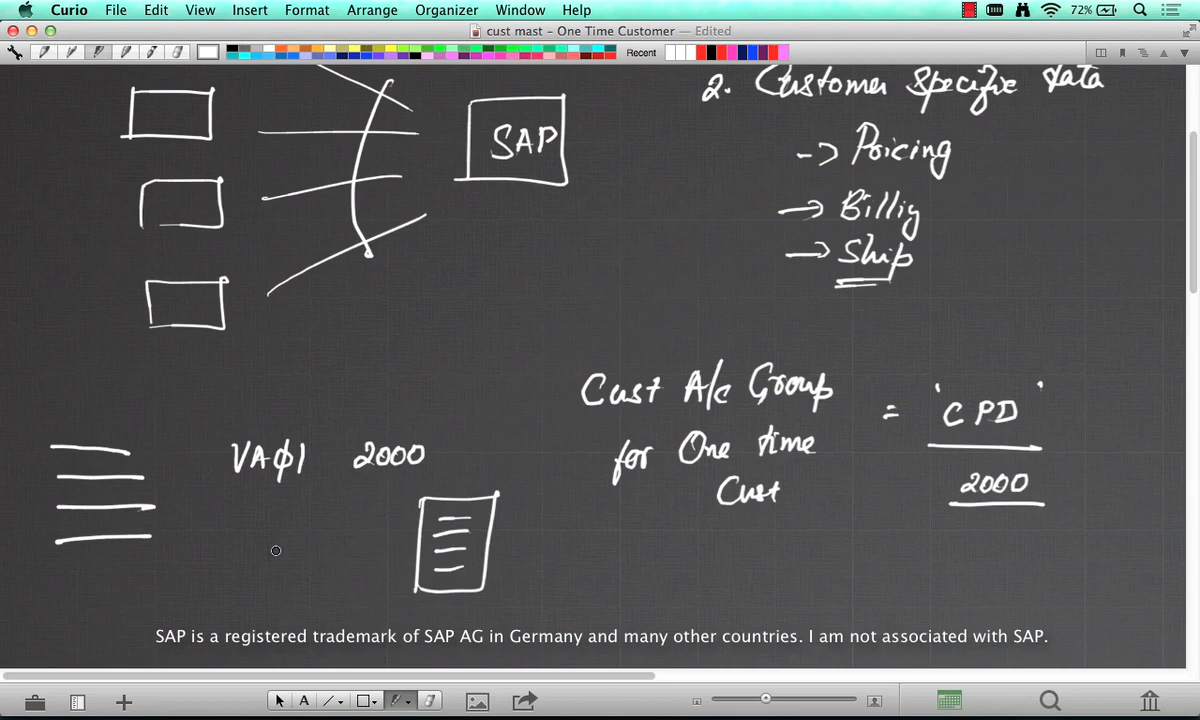 Curio File Edit View Insert Format Arrange Organizer Window Help 72%
cust mast – One Time Customer — Edited
Recent
2. Customer Specific data
SAP
-> Pricing
-> Billig
-> Ship
Cust A/c Group = 'CPD'
for One time
Cust
2000
VAØ1 2000
SAP is a registered trademark of SAP AG in Germany and many other countries. I am not associated with SAP.
A